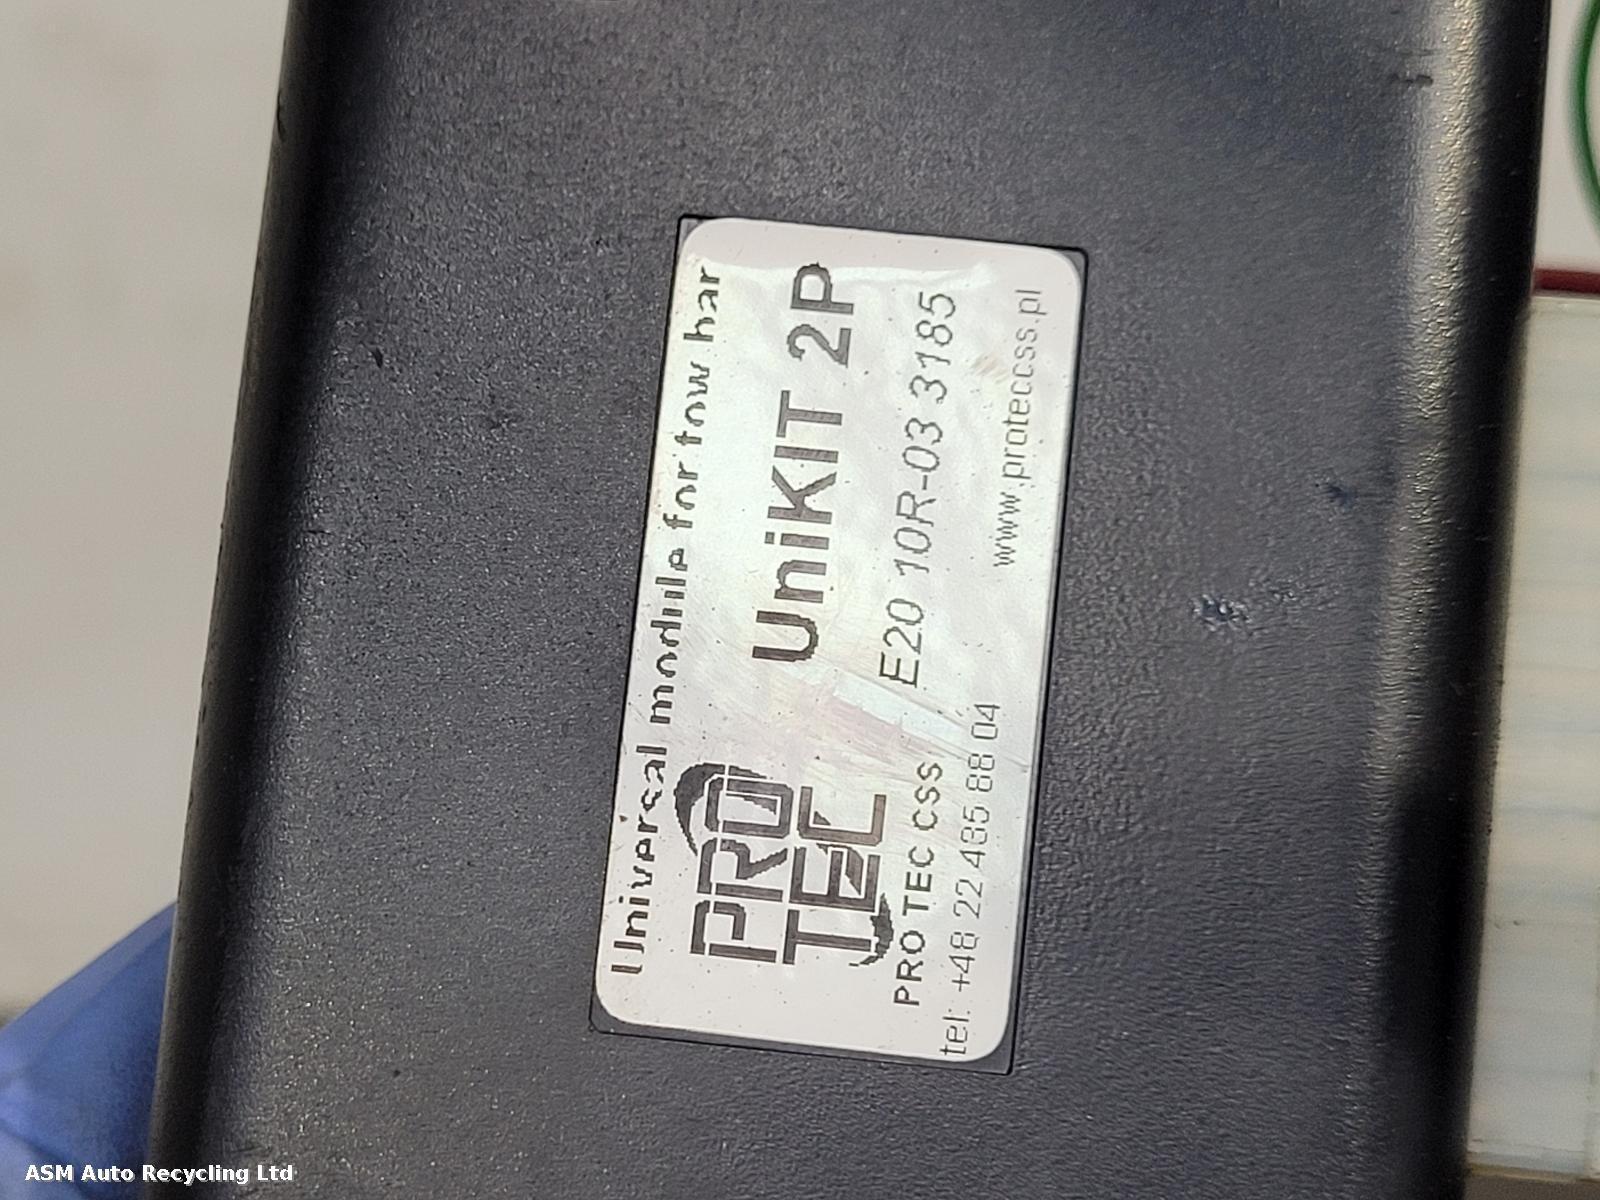 Universal module for tow bar
PRO
TEC
UniKIT 2P
E20 10R-03 3185
PRO TEC CSS
tel: +48 22 435 88 04
www.proteccss.pl
ASM Auto Recycling Ltd